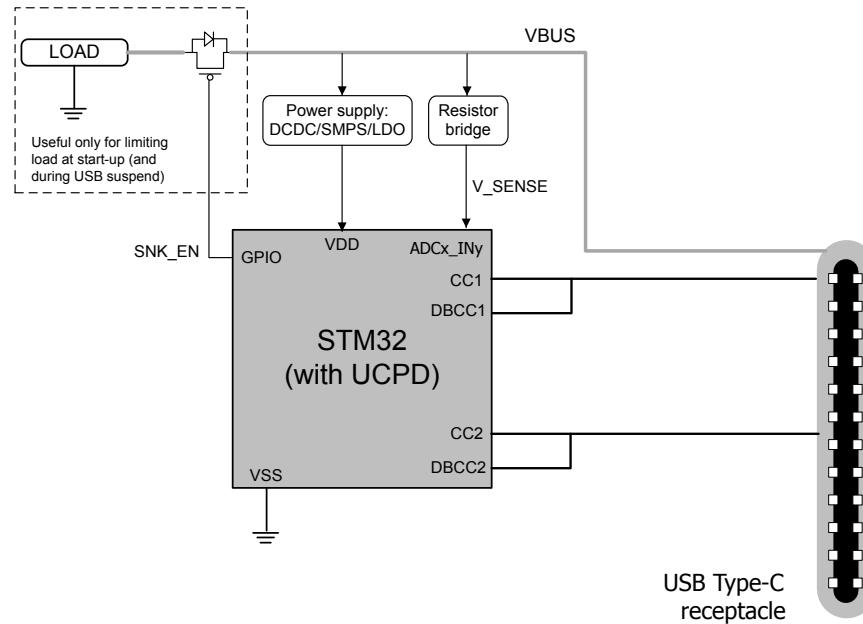 VBUS
LOAD
Power supply:
DCDC/SMPS/LDO
Resistor
bridge
Useful only for limiting
load at start-up (and
during USB suspend)
V_SENSE
SNK_EN
GPIO
VDD
ADCx_INy
CC1
DBCC1
STM32
(with UCPD)
CC2
DBCC2
VSS
USB Type-C
receptacle